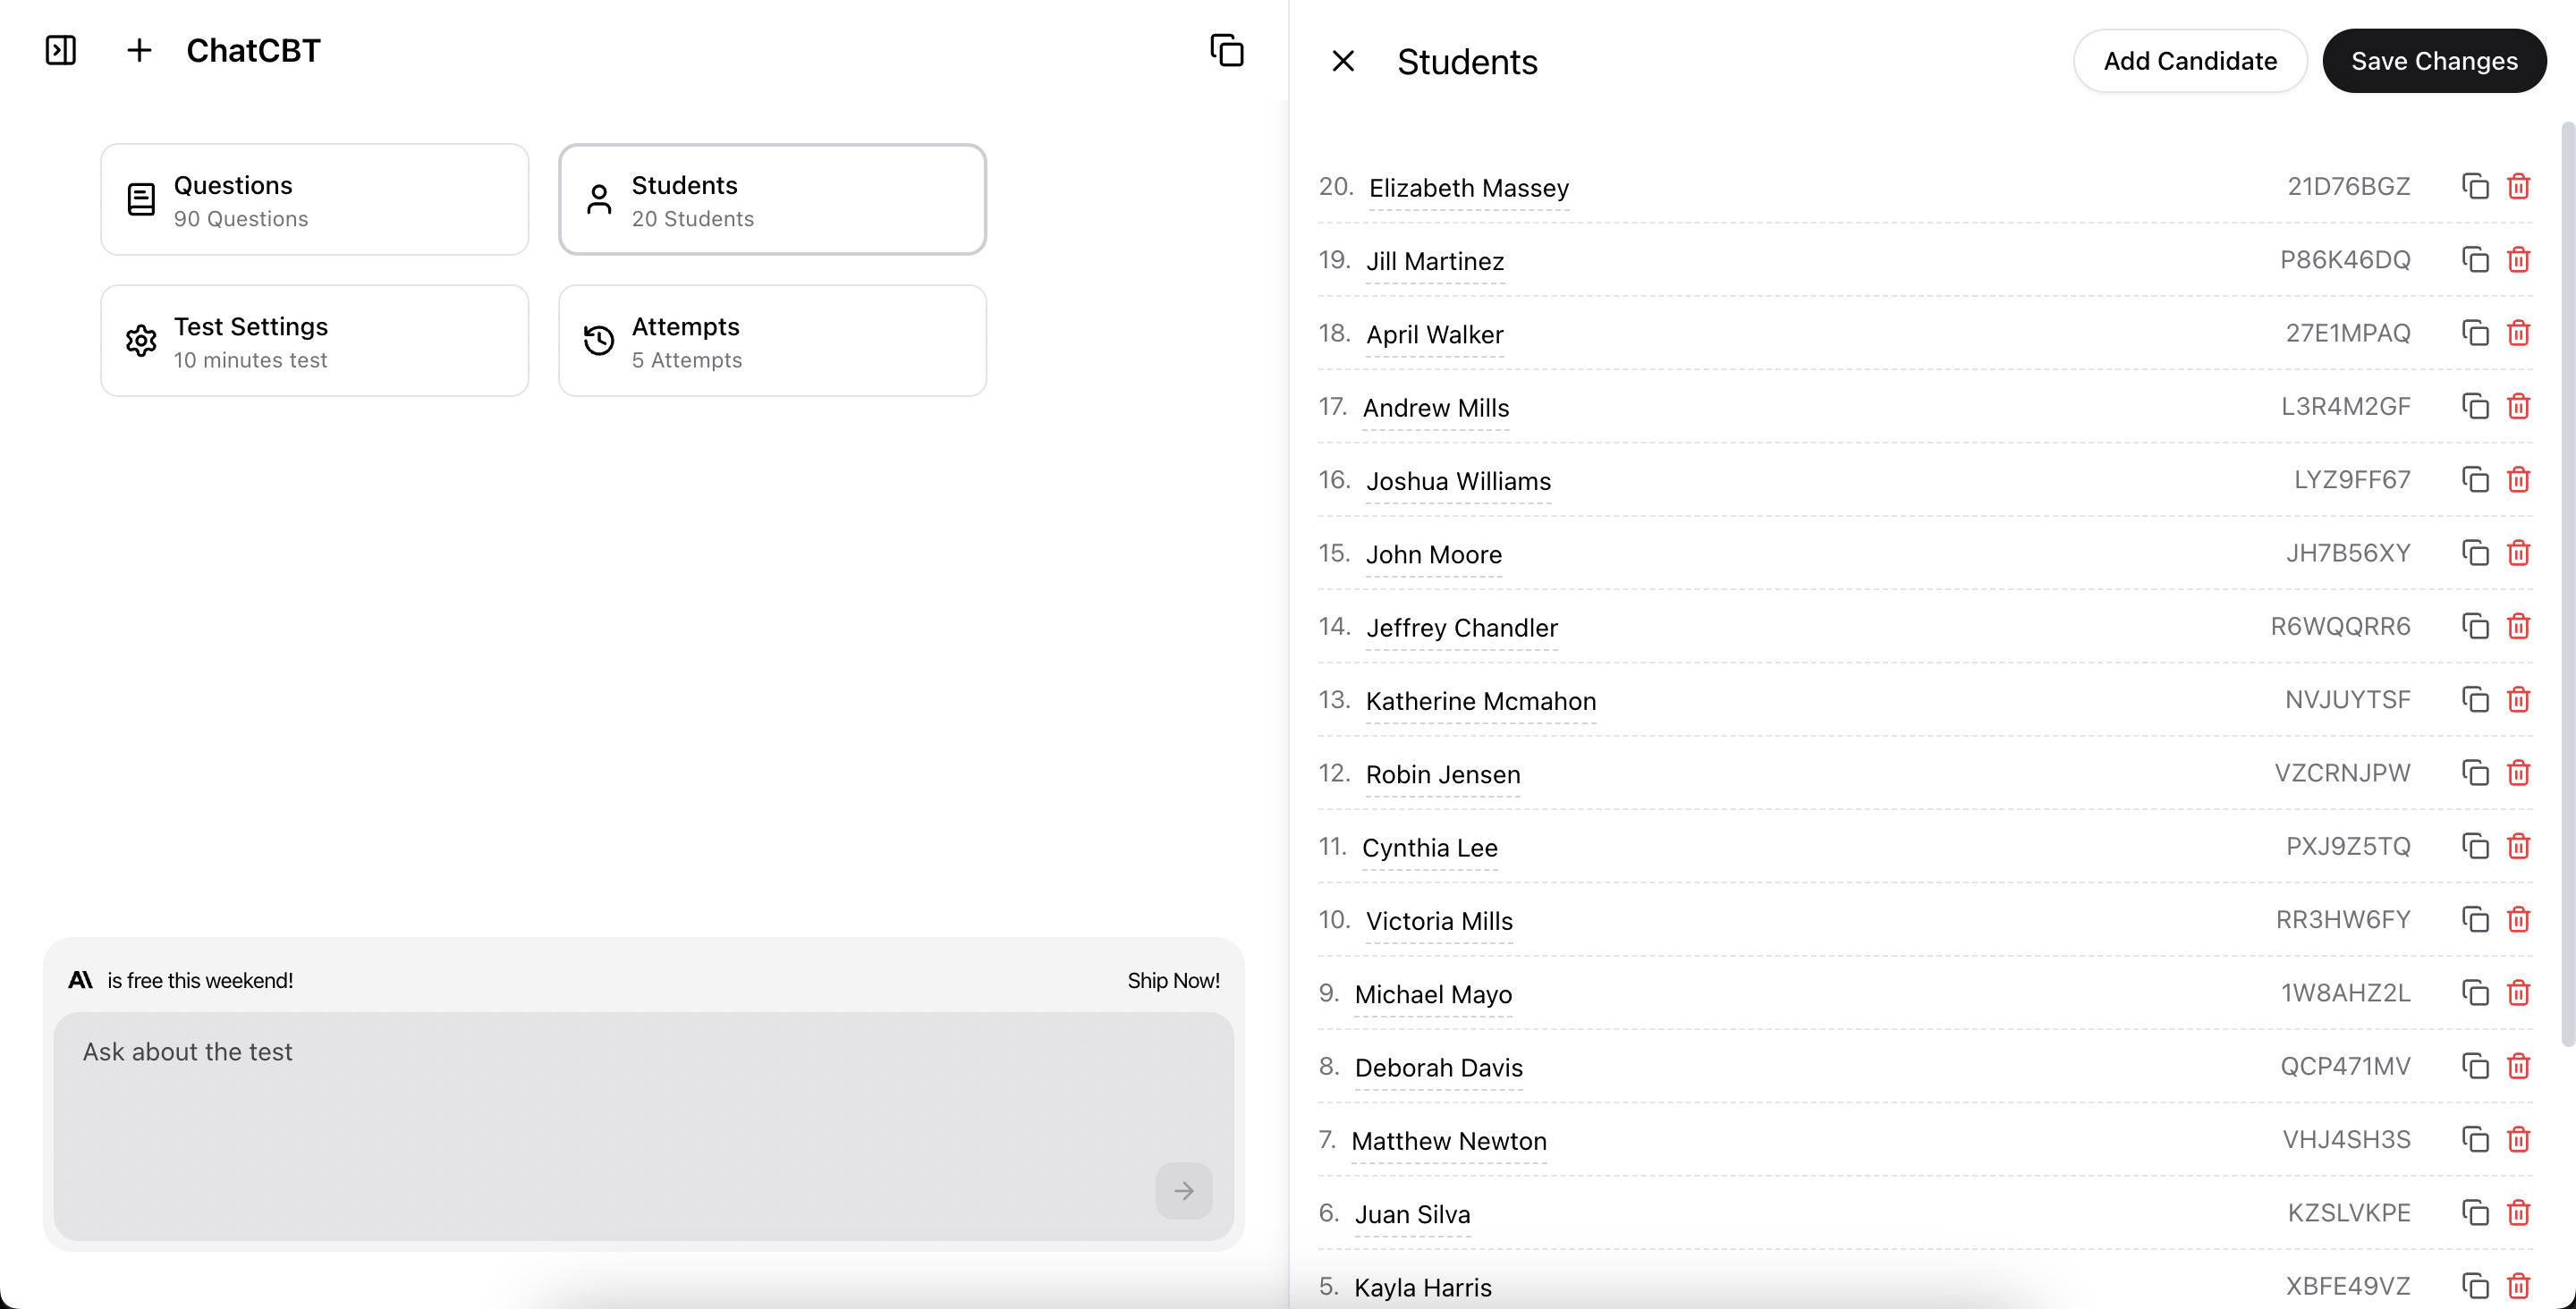 ChatCBT
Questions
90 Questions
Students
20 Students
Test Settings
10 minutes test
Attempts
5 Attempts
A\ is free this weekend!
Ship Now!
Ask about the test
Students
Add Candidate
Save Changes
20. Elizabeth Massey 21D76BGZ
19. Jill Martinez P86K46DQ
18. April Walker 27E1MPAQ
17. Andrew Mills L3R4M2GF
16. Joshua Williams LYZ9FF67
15. John Moore JH7B56XY
14. Jeffrey Chandler R6WQQRR6
13. Katherine Mcmahon NVJUYTSF
12. Robin Jensen VZCRNJPW
11. Cynthia Lee PXJ9Z5TQ
10. Victoria Mills RR3HW6FY
9. Michael Mayo 1W8AHZ2L
8. Deborah Davis QCP471MV
7. Matthew Newton VHJ4SH3S
6. Juan Silva KZSLVKPE
5. Kayla Harris XBFE49VZ